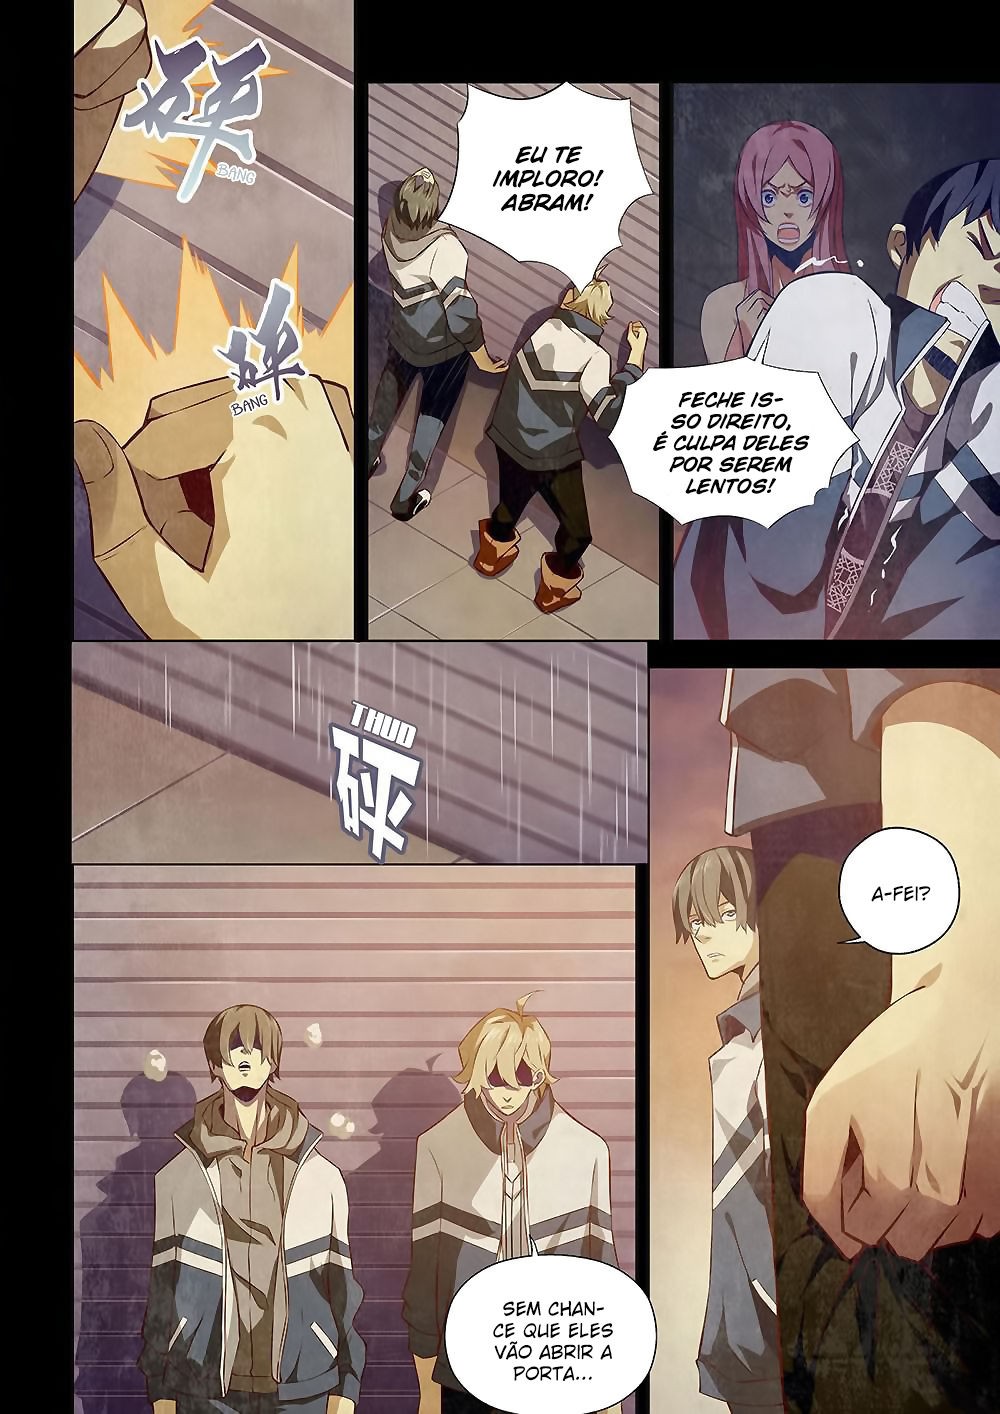 砰
BANG
砰
BANG
EU TE
IMPLORO!
ABRAM!
FECHE IS-
SO DIREITO,
É CULPA DELES
POR SEREM
LENTOS!
THUD
砰
A-FEI?
SEM CHAN-
CE QUE ELES
VÃO ABRIR A
PORTA...